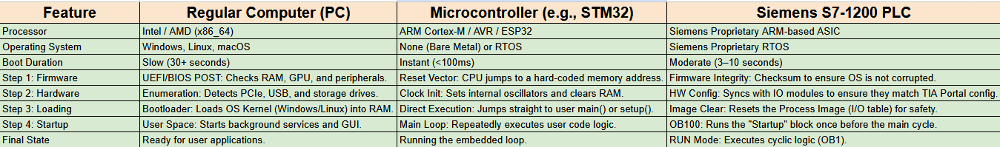 Feature Regular Computer (PC) Microcontroller (e.g., STM32) Siemens S7-1200 PLC
Processor Intel / AMD (x86_64) ARM Cortex-M / AVR / ESP32 Siemens Proprietary ARM-based ASIC
Operating System Windows, Linux, macOS None (Bare Metal) or RTOS Siemens Proprietary RTOS
Boot Duration Slow (30+ seconds) Instant (<100ms) Moderate (3–10 seconds)
Step 1: Firmware UEFI/BIOS POST: Checks RAM, GPU, and peripherals. Reset Vector: CPU jumps to a hard-coded memory address. Firmware Integrity: Checksum to ensure OS is not corrupted.
Step 2: Hardware Enumeration: Detects PCIe, USB, and storage drives. Clock Init: Sets internal oscillators and clears RAM. HW Config: Syncs with IO modules to ensure they match TIA Portal config.
Step 3: Loading Bootloader: Loads OS Kernel (Windows/Linux) into RAM. Direct Execution: Jumps straight to user main() or setup(). Image Clear: Resets the Process Image (I/O table) for safety.
Step 4: Startup User Space: Starts background services and GUI. Main Loop: Repeatedly executes user code logic. OB100: Runs the "Startup" block once before the main cycle.
Final State Ready for user applications. Running the embedded loop. RUN Mode: Executes cyclic logic (OB1).